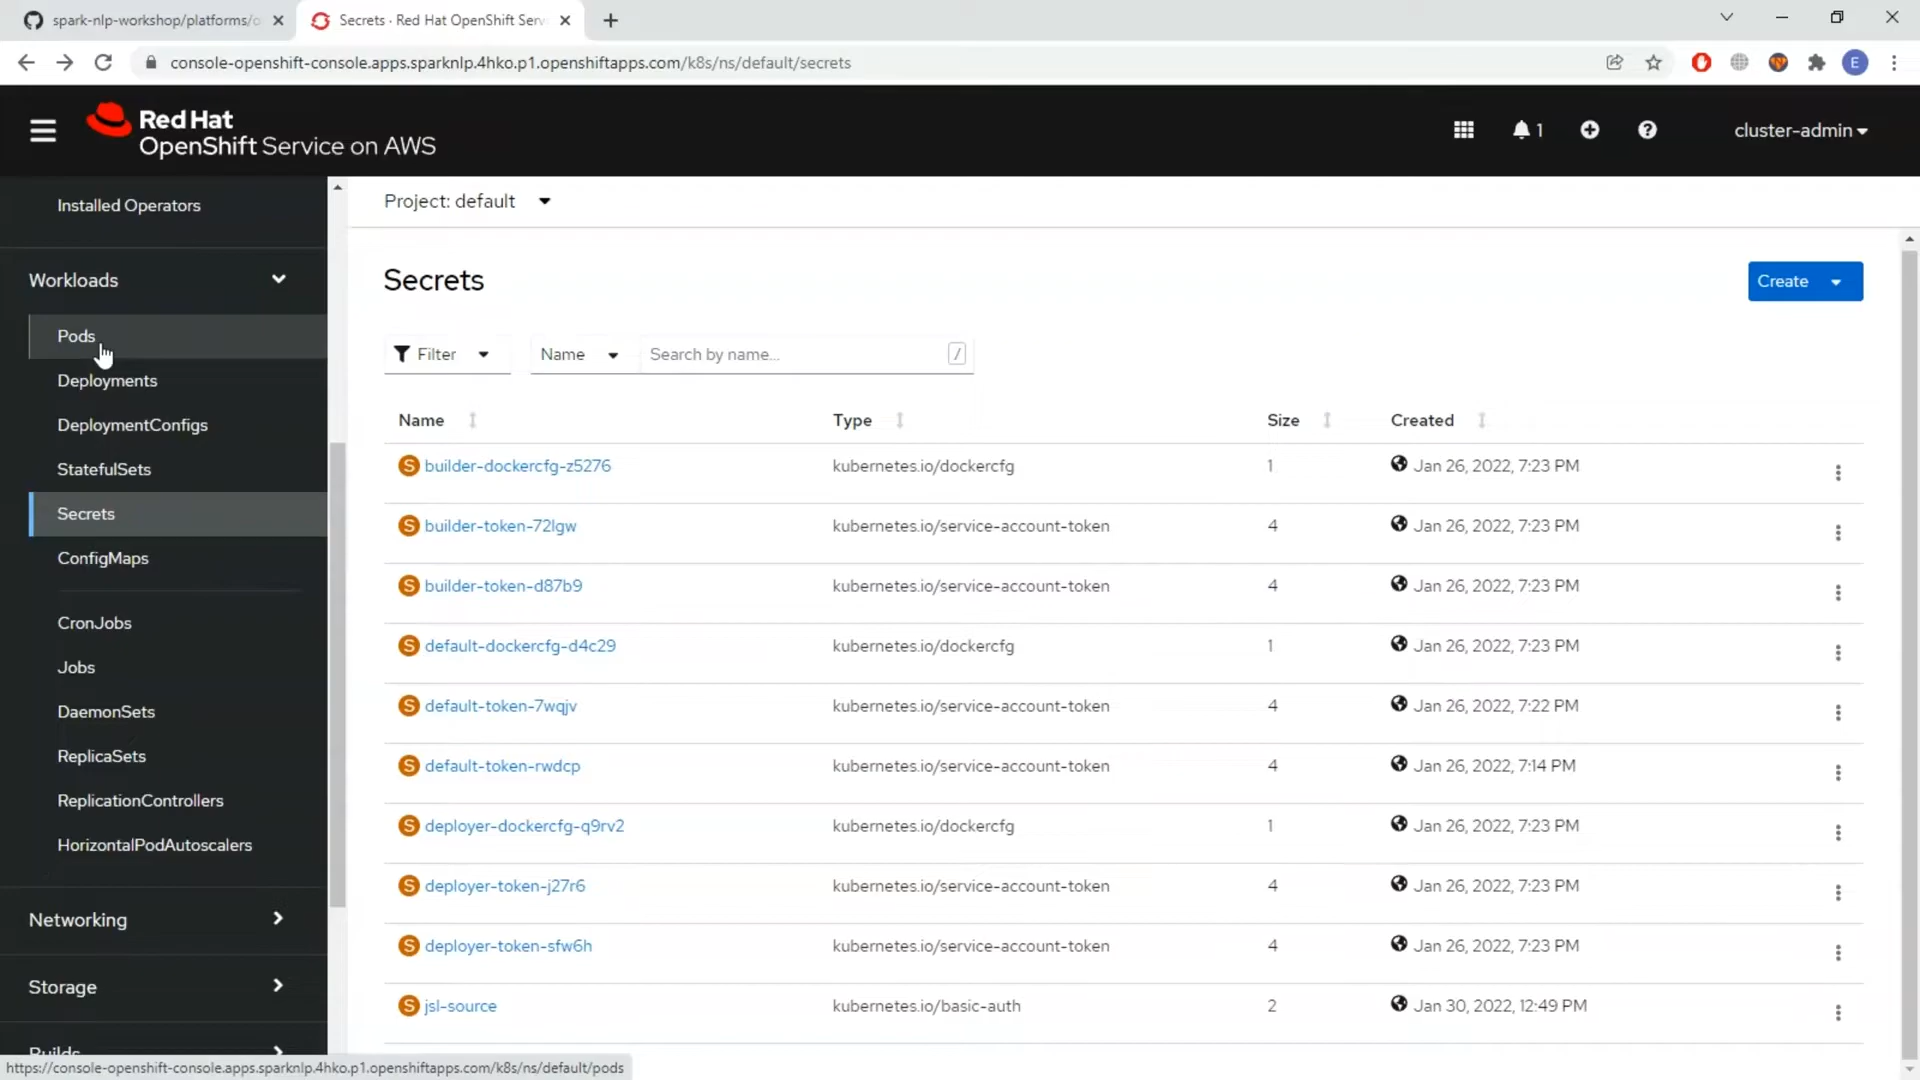 spark-nlp-workshop/platforms/o
Secrets · Red Hat OpenShift Serv
console-openshift-console.apps.sparknlp.4hko.p1.openshiftapps.com/k8s/ns/default/secrets
E
Red Hat
OpenShift Service on AWS
1
cluster-admin
Installed Operators
Workloads
Pods
Deployments
DeploymentConfigs
StatefulSets
Secrets
ConfigMaps
CronJobs
Jobs
DaemonSets
ReplicaSets
ReplicationControllers
HorizontalPodAutoscalers
Networking
Storage
Builds
Project: default
Secrets
Create
Filter
Name
Search by name...
/
Name Type Size Created
S builder-dockercfg-z5276 kubernetes.io/dockercfg 1 Jan 26, 2022, 7:23 PM
S builder-token-72lgw kubernetes.io/service-account-token 4 Jan 26, 2022, 7:23 PM
S builder-token-d87b9 kubernetes.io/service-account-token 4 Jan 26, 2022, 7:23 PM
S default-dockercfg-d4c29 kubernetes.io/dockercfg 1 Jan 26, 2022, 7:23 PM
S default-token-7wqjv kubernetes.io/service-account-token 4 Jan 26, 2022, 7:22 PM
S default-token-rwdcp kubernetes.io/service-account-token 4 Jan 26, 2022, 7:14 PM
S deployer-dockercfg-q9rv2 kubernetes.io/dockercfg 1 Jan 26, 2022, 7:23 PM
S deployer-token-j27r6 kubernetes.io/service-account-token 4 Jan 26, 2022, 7:23 PM
S deployer-token-sfw6h kubernetes.io/service-account-token 4 Jan 26, 2022, 7:23 PM
S jsl-source kubernetes.io/basic-auth 2 Jan 30, 2022, 12:49 PM
https://console-openshift-console.apps.sparknlp.4hko.p1.openshiftapps.com/k8s/ns/default/pods